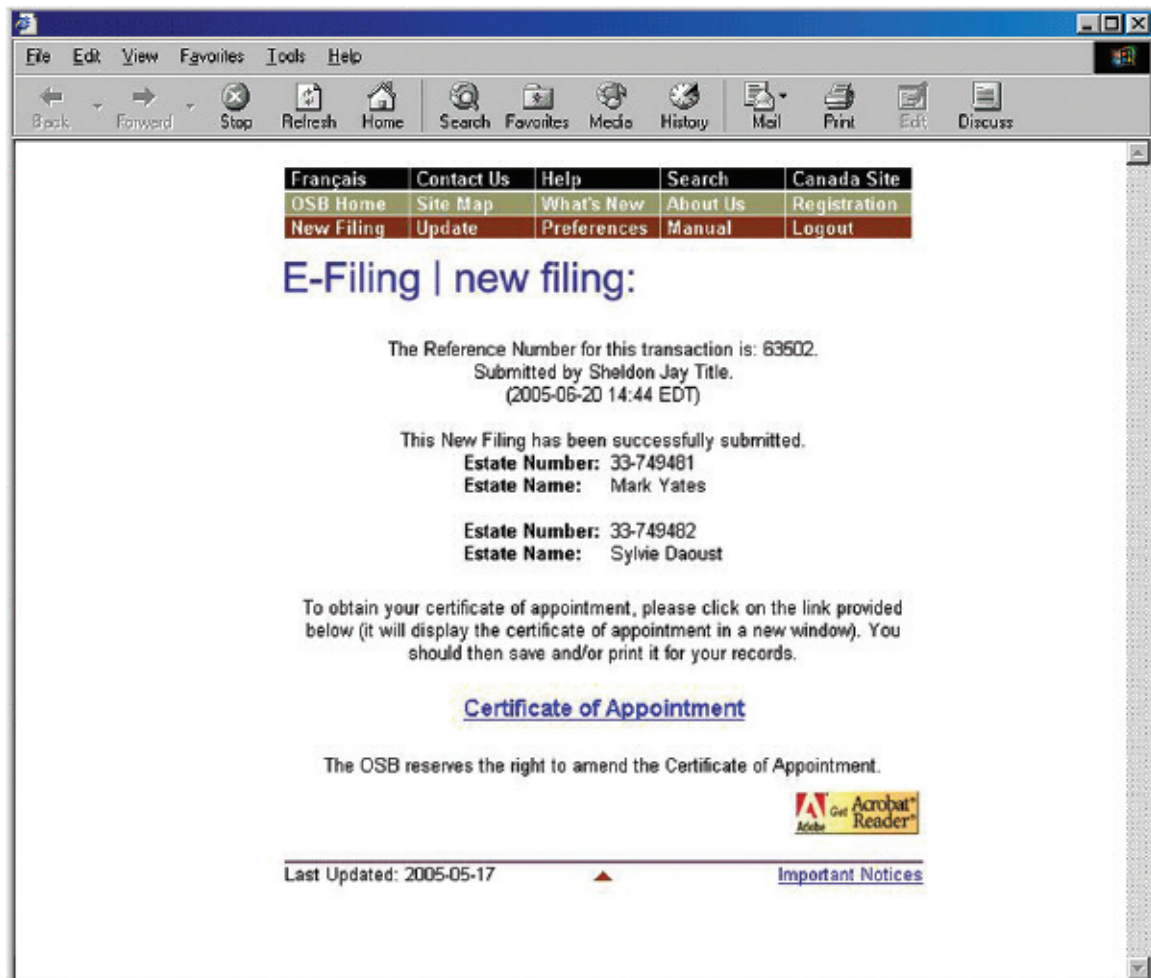 File Edit View Favorites Tools Help
Back Forward Stop Refresh Home Search Favorites Media History Mail Print Edit Discuss
Français Contact Us Help Search Canada Site
OSB Home Site Map What's New About Us Registration
New Filing Update Preferences Manual Logout
E-Filing | new filing:
The Reference Number for this transaction is: 63502.
Submitted by Sheldon Jay Title.
(2005-06-20 14:44 EDT)
This New Filing has been successfully submitted.
Estate Number: 33-749481
Estate Name: Mark Yates
Estate Number: 33-749482
Estate Name: Sylvie Daoust
To obtain your certificate of appointment, please click on the link provided
below (it will display the certificate of appointment in a new window). You
should then save and/or print it for your records.
Certificate of Appointment
The OSB reserves the right to amend the Certificate of Appointment.
Adobe Get Acrobat® Reader®
Last Updated: 2005-05-17 Important Notices